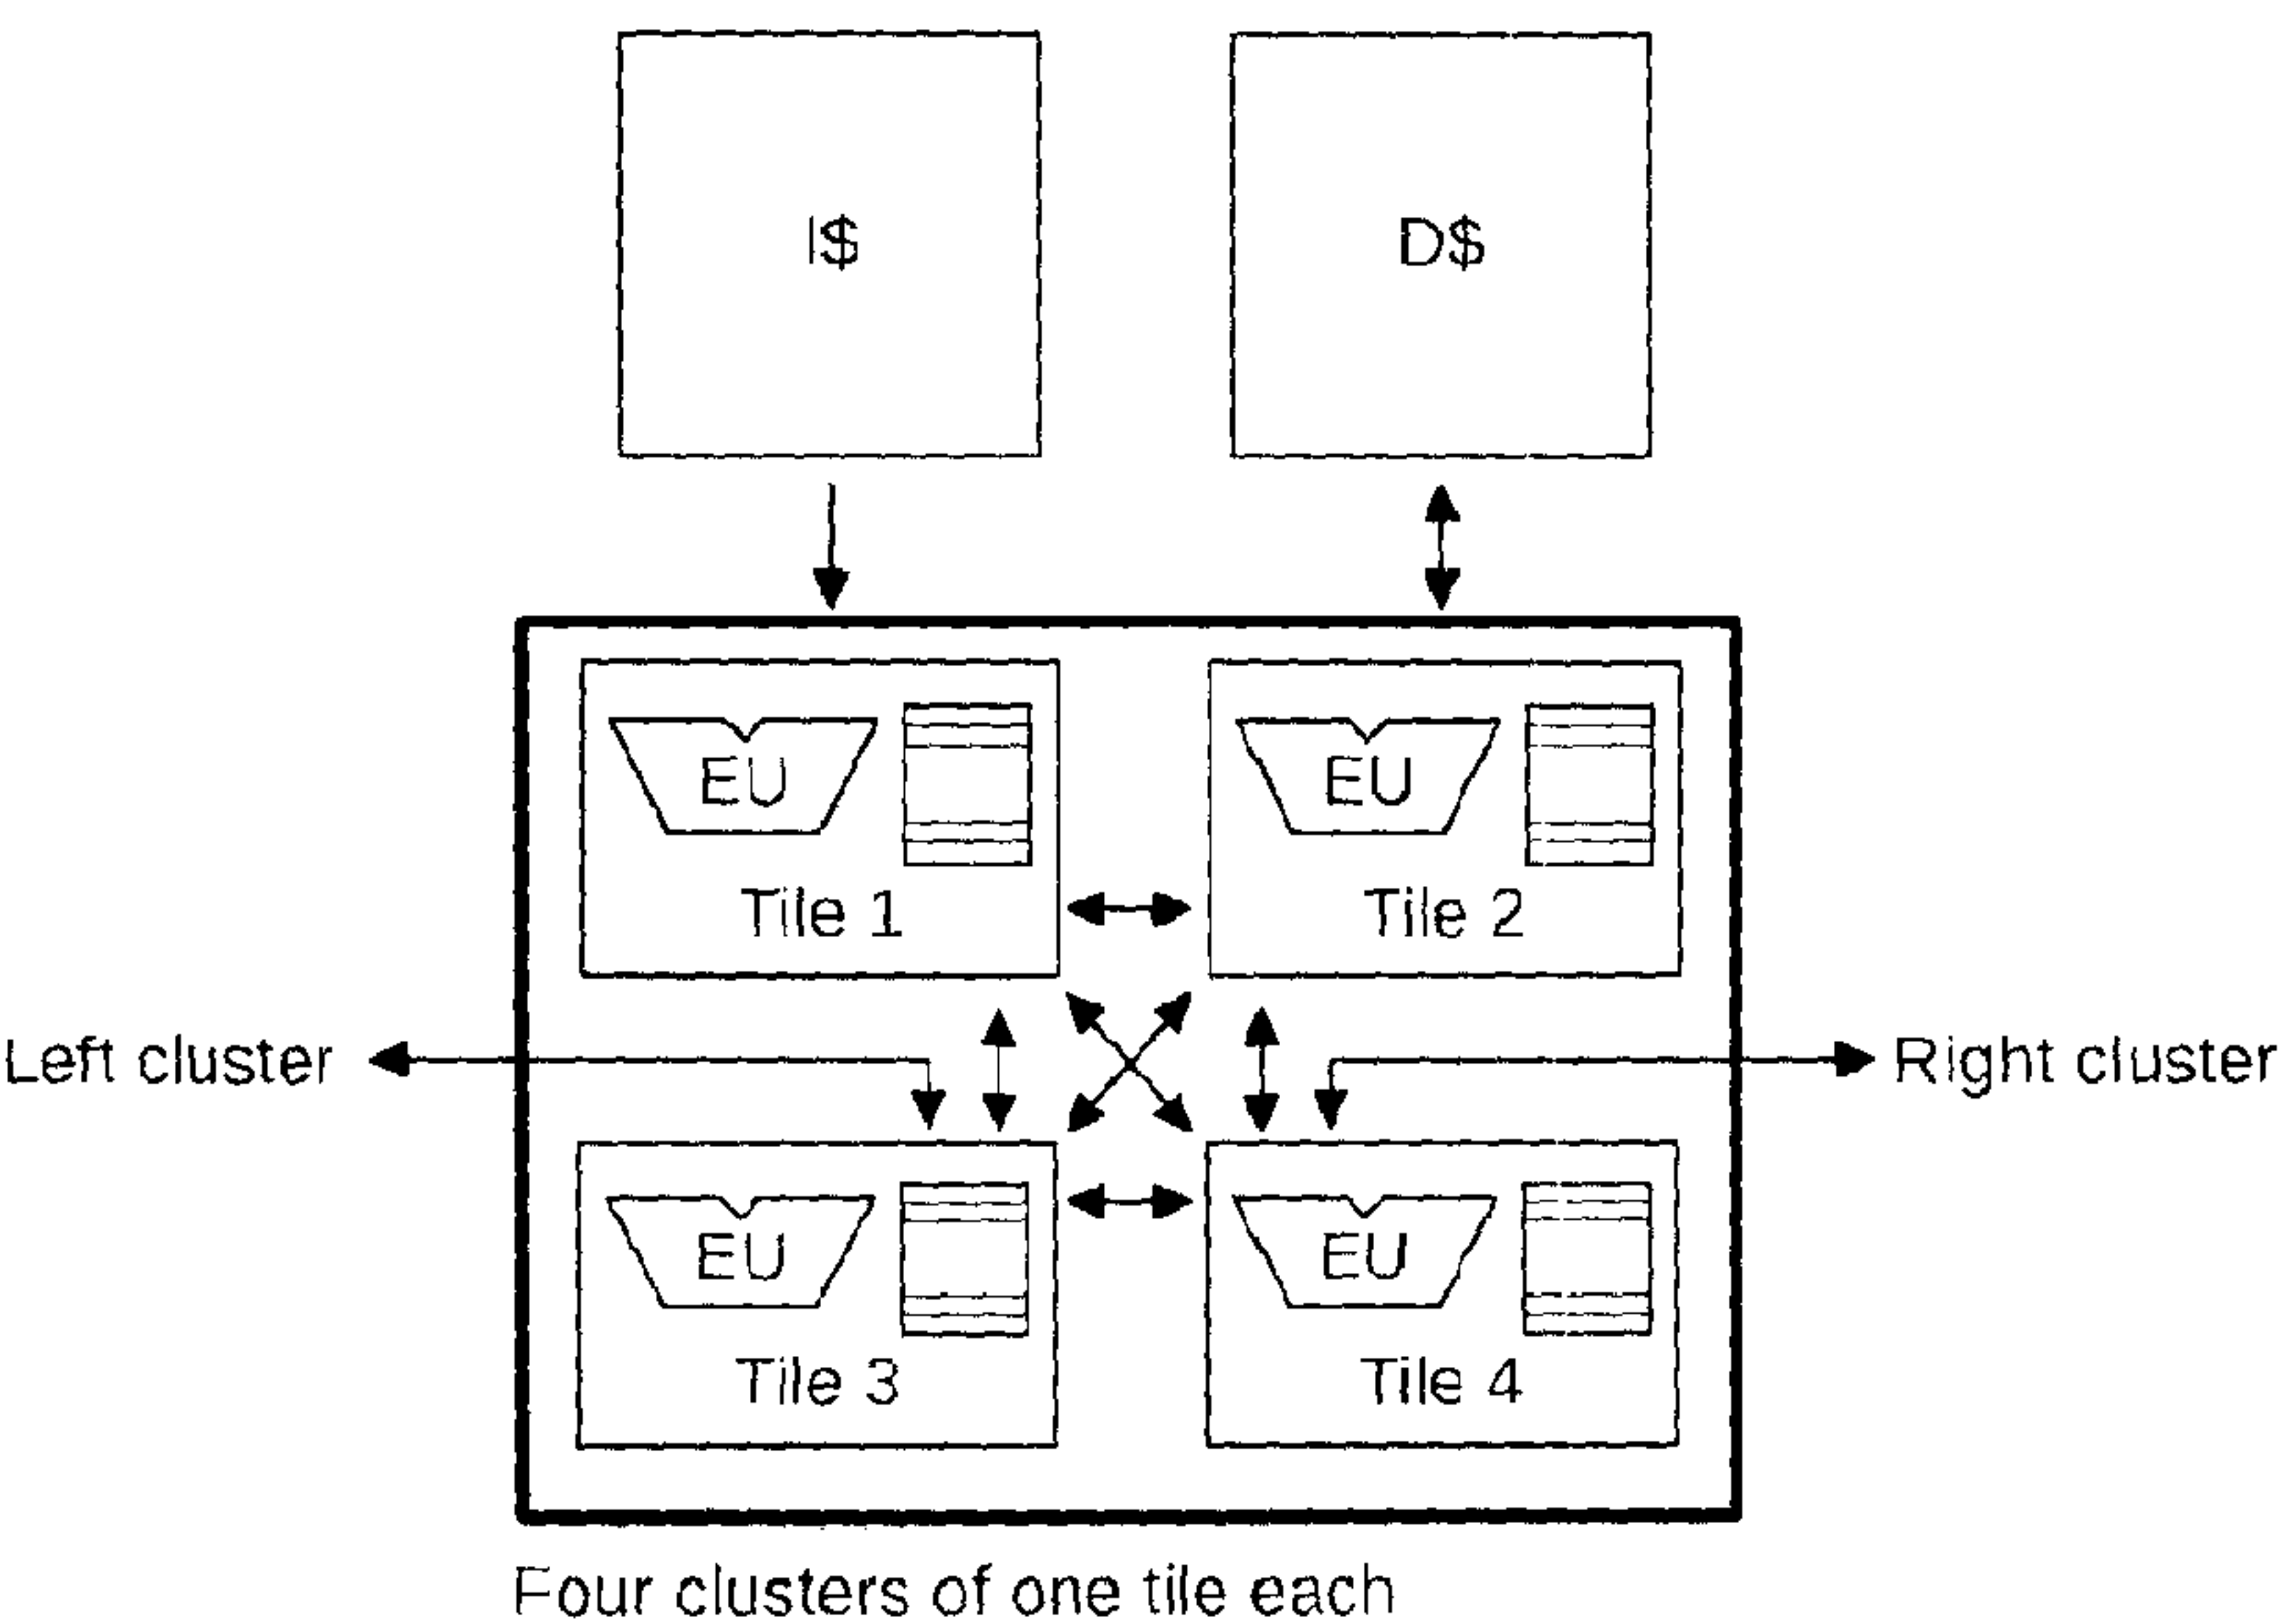 I$
D$
EU
EU
Tile 1
Tile 2
Left cluster
Right cluster
EU
EU
Tile 3
Tile 4
Four clusters of one tile each